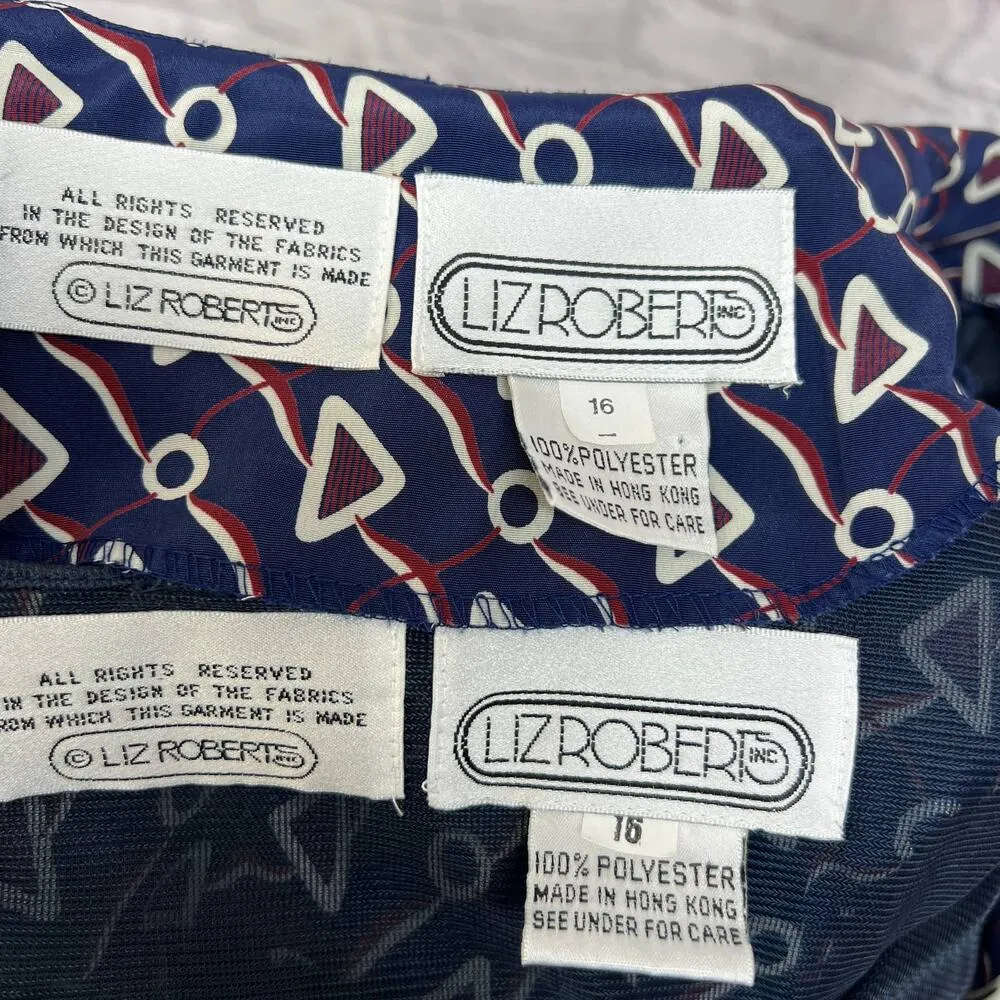 ALL RIGHTS RESERVED
IN THE DESIGN OF THE FABRICS
FROM WHICH THIS GARMENT IS MADE
© LIZ ROBERTS INC
LIZ ROBERTS INC
16
100% POLYESTER
MADE IN HONG KONG
SEE UNDER FOR CARE
ALL RIGHTS RESERVED
IN THE DESIGN OF THE FABRICS
ROM WHICH THIS GARMENT IS MADE
© LIZ ROBERTS INC
LIZ ROBERTS INC
16
100% POLYESTER
MADE IN HONG KONG
SEE UNDER FOR CARE